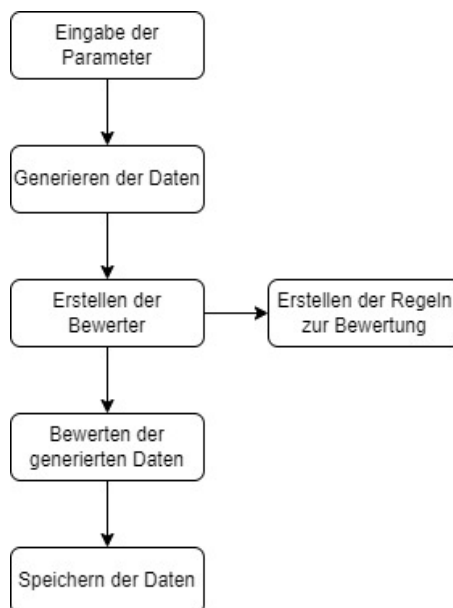 Eingabe der
Parameter
Generieren der Daten
Erstellen der
Bewerter
Erstellen der Regeln
zur Bewertung
Bewerten der
generierten Daten
Speichern der Daten